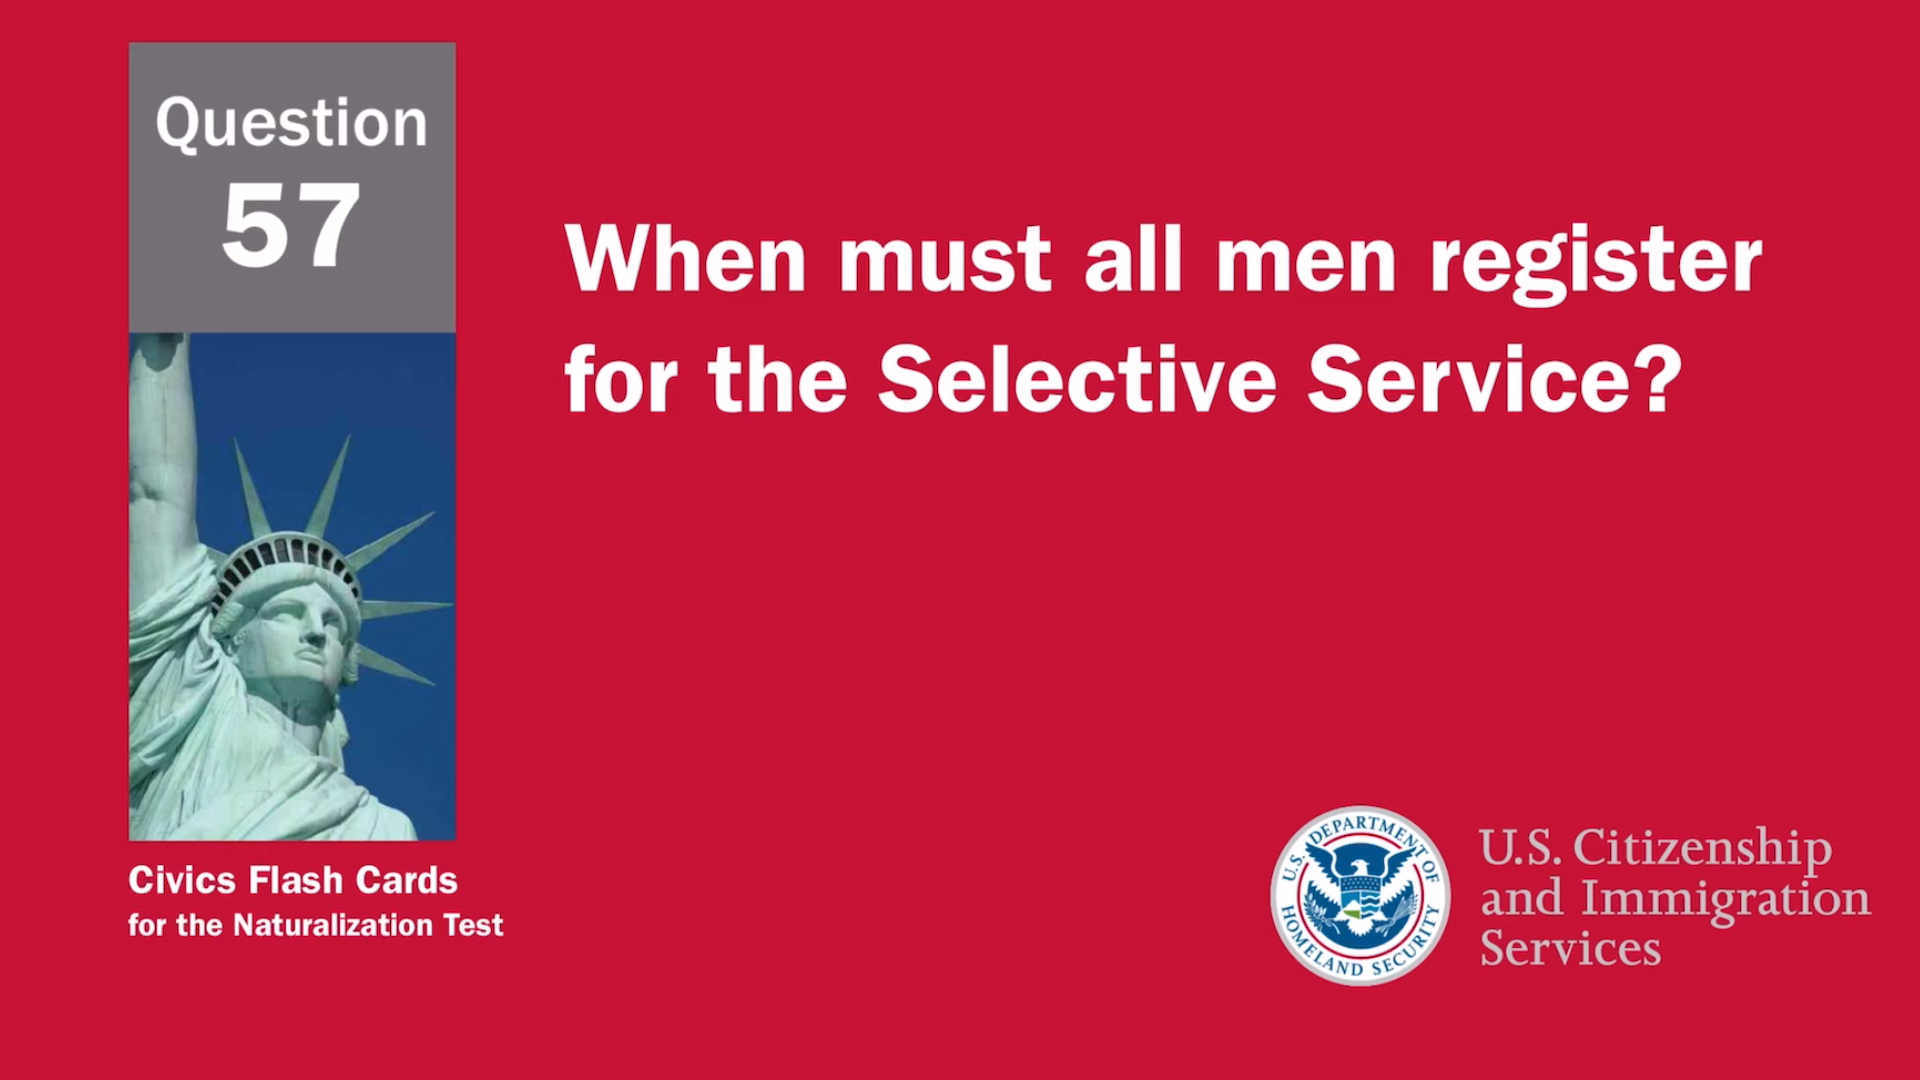 Question
57
When must all men register
for the Selective Service?
Civics Flash Cards
for the Naturalization Test
U.S. DEPARTMENT OF
HOMELAND SECURITY
U.S. Citizenship
and Immigration
Services